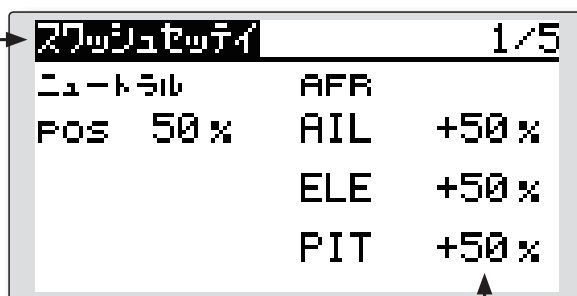 スワッシュセッティ 1/5
ニュートラル AFR
POS 50% AIL +50%
ELE +50%
PIT +50%